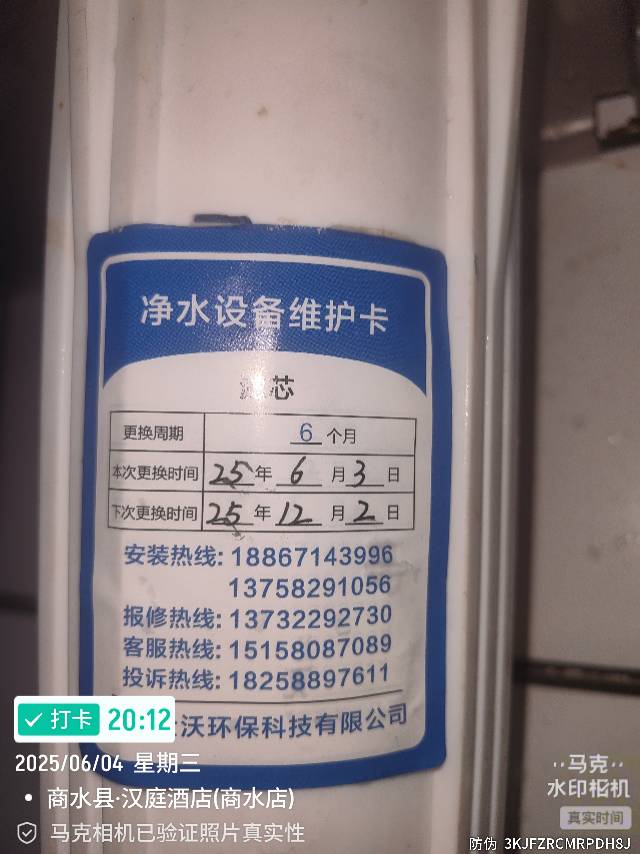 净水设备维护卡
滤芯
更换周期 6 个月
本次更换时间 25 年 6 月 3 日
下次更换时间 25 年 12 月 2 日
安装热线: 18867143996
13758291056
报修热线: 13732292730
客服热线: 15158087089
投诉热线: 18258897611
沃环保科技有限公司
打卡 20:12
2025/06/04 星期三
商水县·汉庭酒店(商水店)
马克相机已验证照片真实性
马克
水印相机
真实时间
防伪 3KJFZRCMRPDH8J